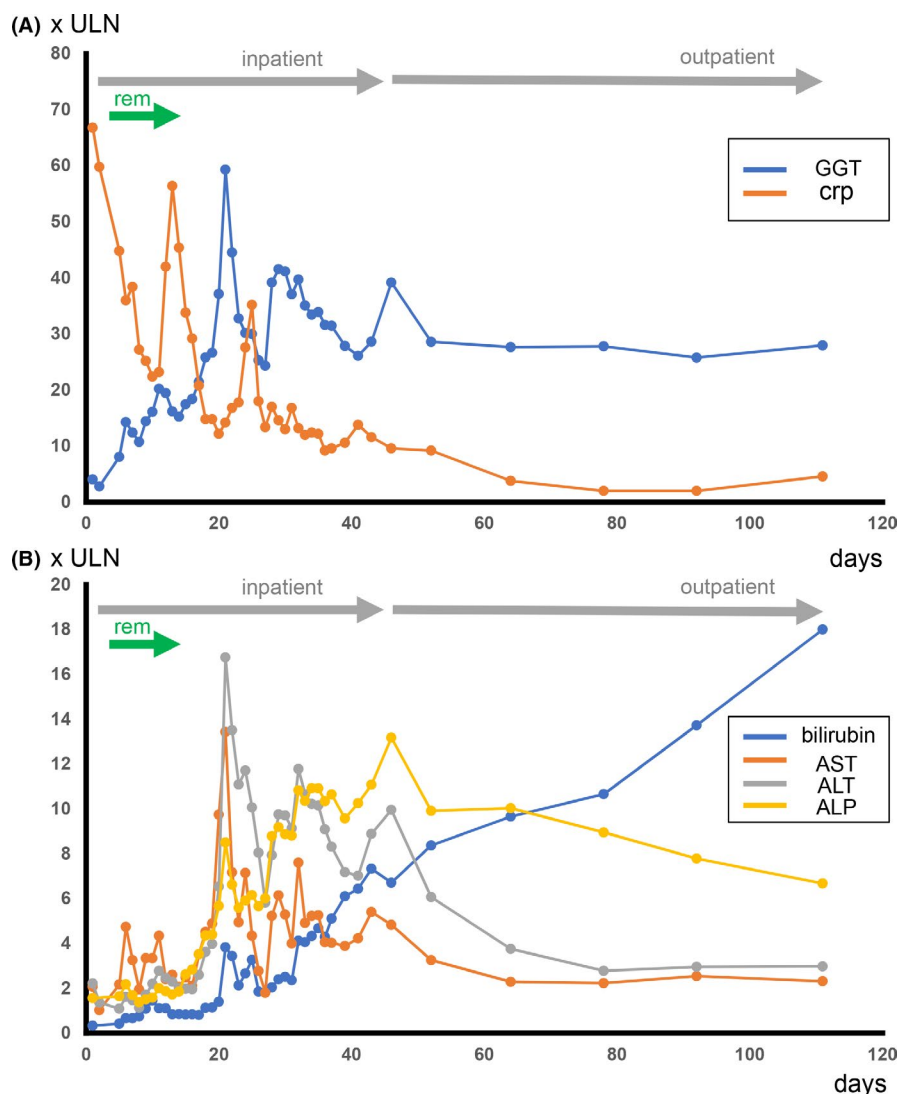 (A) x ULN
80
inpatient
outpatient
70
rem
60
GGT
crp
50
40
30
20
10
0
0 20 40 60 80 100 120
days
(B) x ULN
20
inpatient
outpatient
18
rem
16
14
bilirubin
AST
ALT
ALP
12
10
8
6
4
2
0
0 20 40 60 80 100 120
days